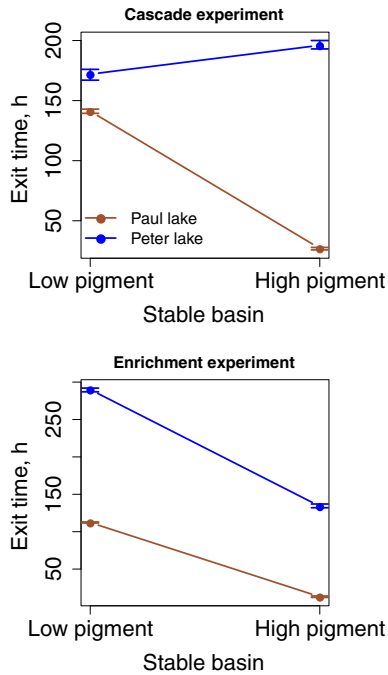 Cascade experiment
Exit time, h
200
150
100
50
Paul lake
Peter lake
Low pigment High pigment
Stable basin
Enrichment experiment
Exit time, h
250
150
50
Low pigment High pigment
Stable basin